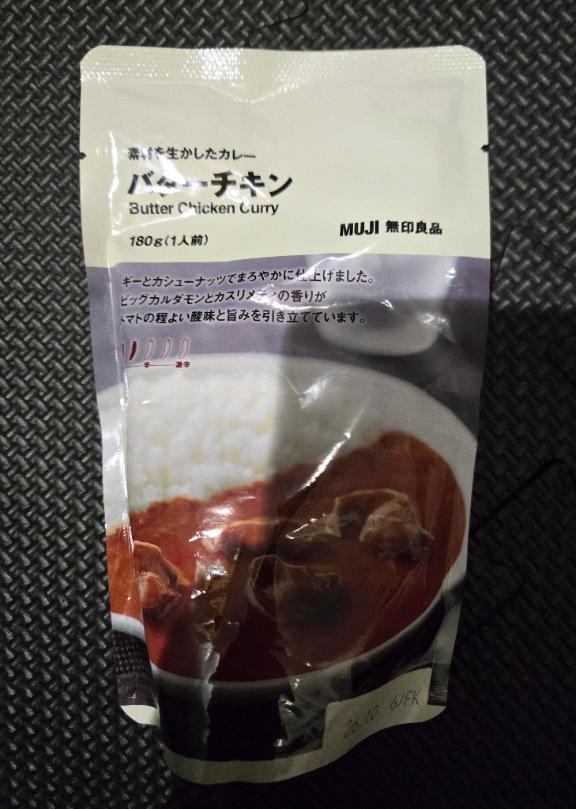 素材を生かしたカレー
バターチキン
Butter Chicken Curry
180g(1人前)
MUJI 無印良品
ギーとカシューナッツでまろやかに仕上げました。
ビッグカルダモンとカスリメティの香りが
トマトの程よい酸味と旨みを引き立てています。
辛 激辛
26.10. 6/EK